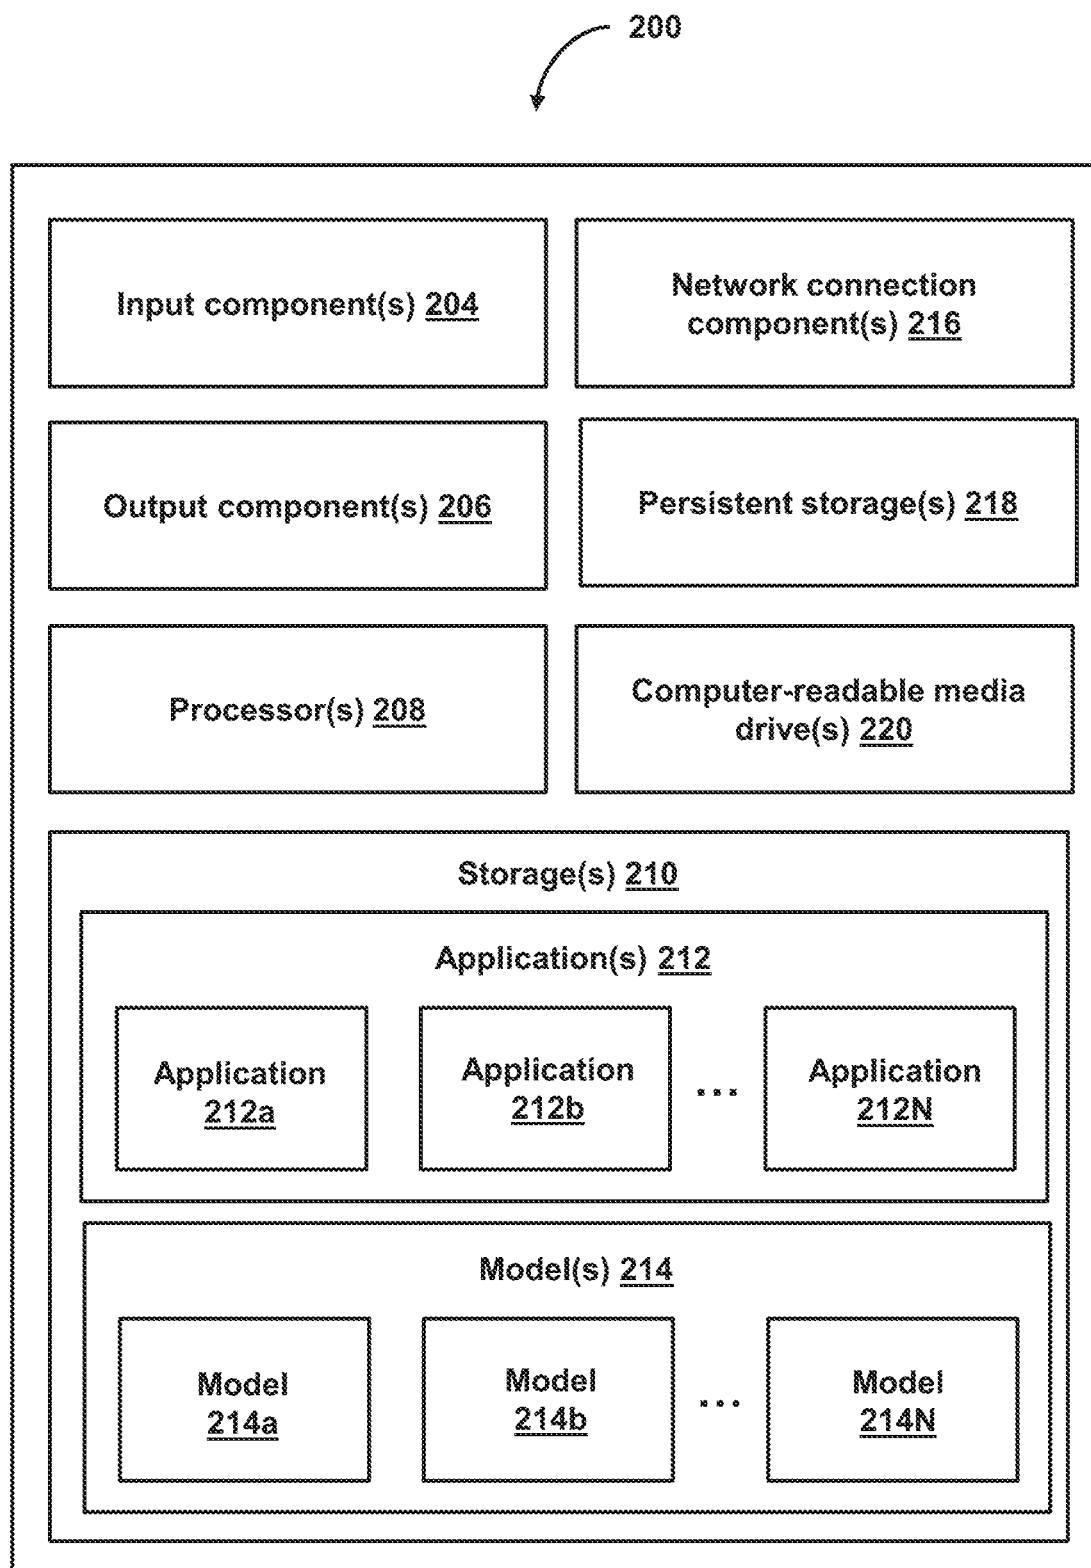 200
Input component(s) 204
Network connection
component(s) 216
Output component(s) 206
Persistent storage(s) 218
Processor(s) 208
Computer-readable media
drive(s) 220
Storage(s) 210
Application(s) 212
Application
212a
Application
212b
...
Application
212N
Model(s) 214
Model
214a
Model
214b
...
Model
214N